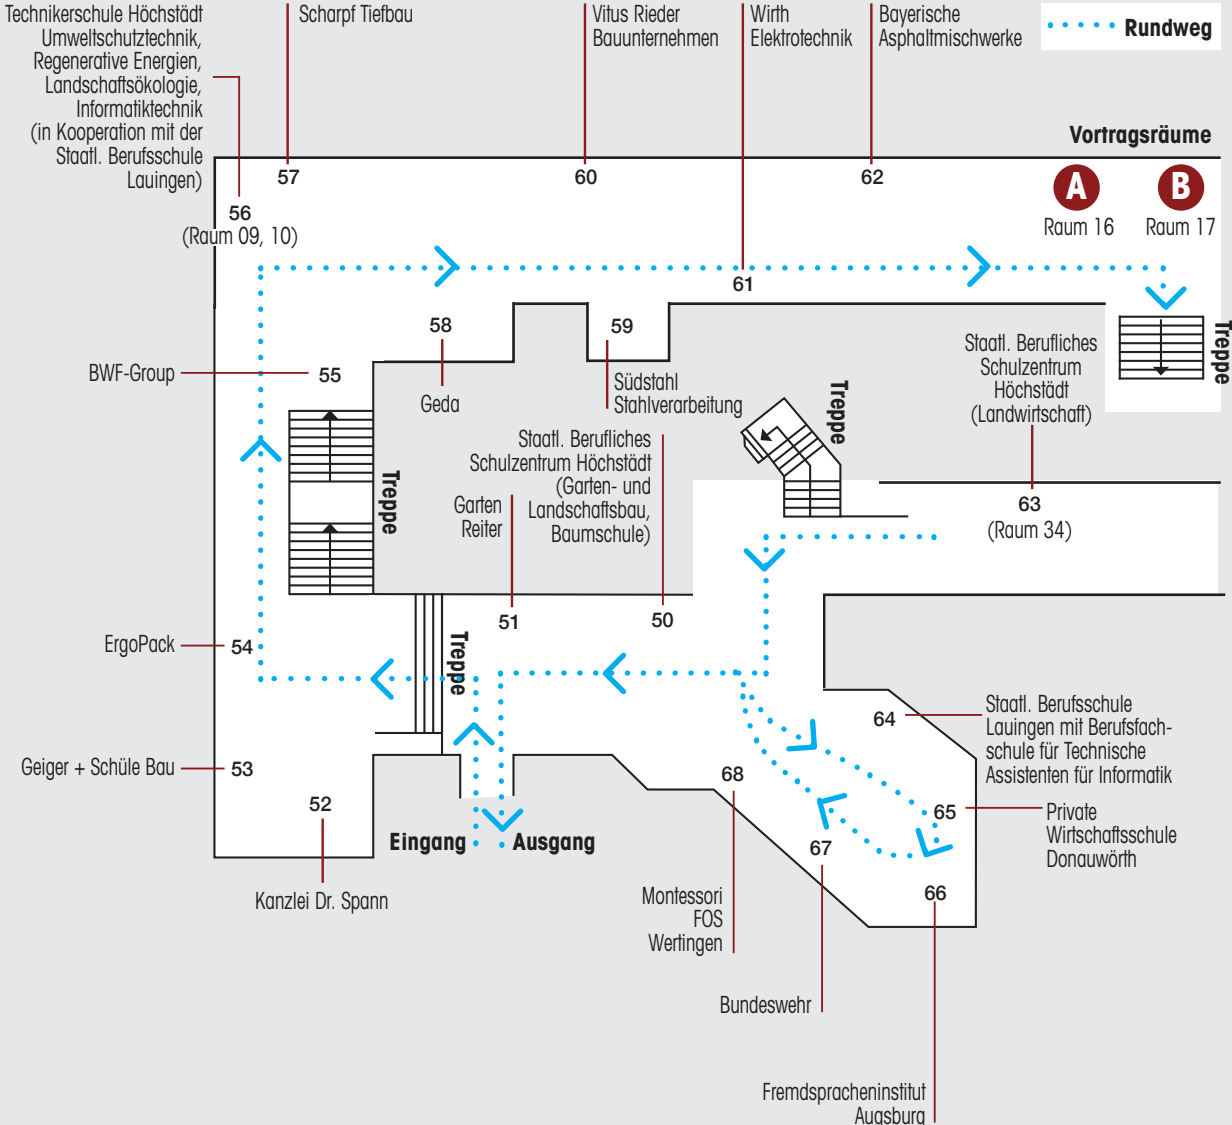 Technikerschule Höchstädt
Umweltschutztechnik,
Regenerative Energien,
Landschaftsökologie,
Informatiktechnik
(in Kooperation mit der
Staatl. Berufsschule
Lauingen)
Scharpf Tiefbau
Vitus Rieder
Bauunternehmen
Wirth
Elektrotechnik
Bayerische
Asphaltmischwerke
Rundweg
Vortragsräume
A
Raum 16
B
Raum 17
57
60
62
56
(Raum 09, 10)
61
58
59
Geda
Südstahl
Stahlverarbeitung
BWF-Group
55
Treppe
Staatl. Berufliches
Schulzentrum
Höchstädt
(Landwirtschaft)
Treppe
Treppe
Staatl. Berufliches
Schulzentrum Höchstädt
(Garten- und
Landschaftsbau,
Baumschule)
Garten
Reiter
63
(Raum 34)
51
50
ErgoPack
54
Treppe
64
Staatl. Berufsschule
Lauingen mit Berufsfach-
schule für Technische
Assistenten für Informatik
Geiger + Schüle Bau
53
68
52
65
Private
Wirtschaftsschule
Donauwörth
Eingang
Ausgang
67
66
Kanzlei Dr. Spann
Montessori
FOS
Wertingen
Bundeswehr
Fremdspracheninstitut
Augsburg